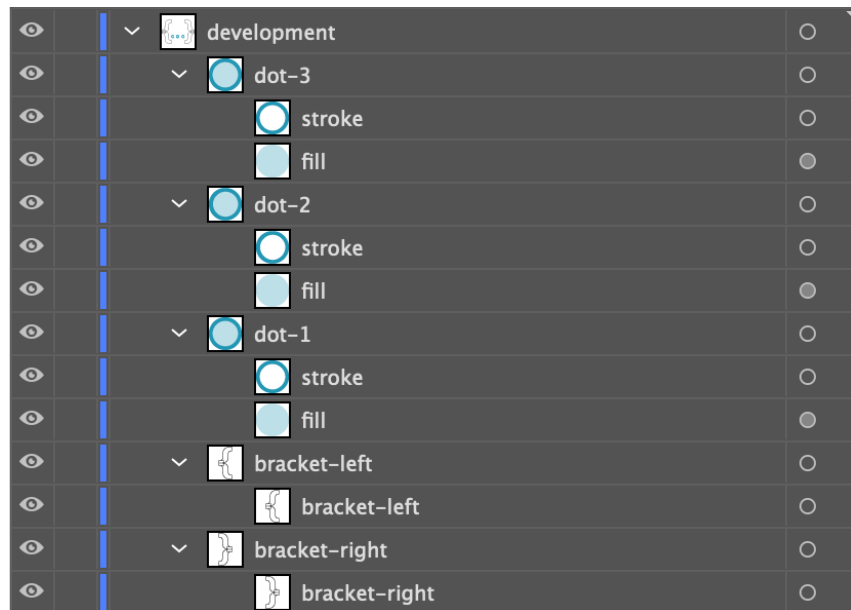 development
dot-3
stroke
fill
dot-2
stroke
fill
dot-1
stroke
fill
bracket-left
bracket-left
bracket-right
bracket-right